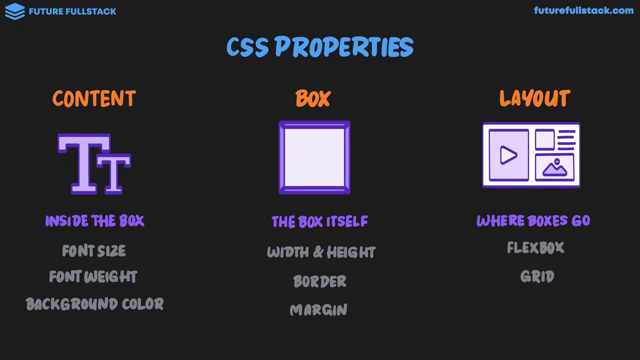 FUTURE FULLSTACK
futurefullstack.com
CSS PROPERTIES
CONTENT
BOX
LAYOUT
TT
INSIDE THE BOX
THE BOX ITSELF
WHERE BOXES GO
FONT SIZE
WIDTH & HEIGHT
FLEXBOX
FONT WEIGHT
BORDER
GRID
BACKGROUND COLOR
MARGIN